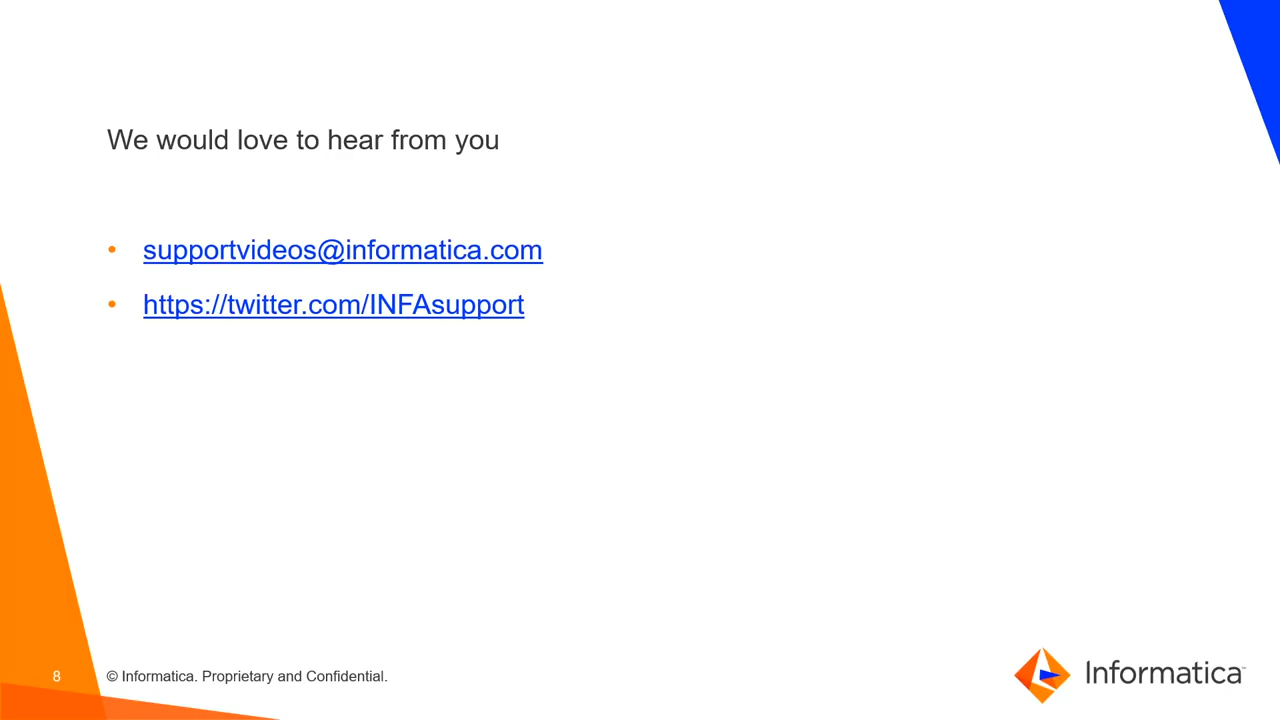 We would love to hear from you
• supportvideos@informatica.com
• https://twitter.com/INFAsupport
8 © Informatica. Proprietary and Confidential.
Informatica™